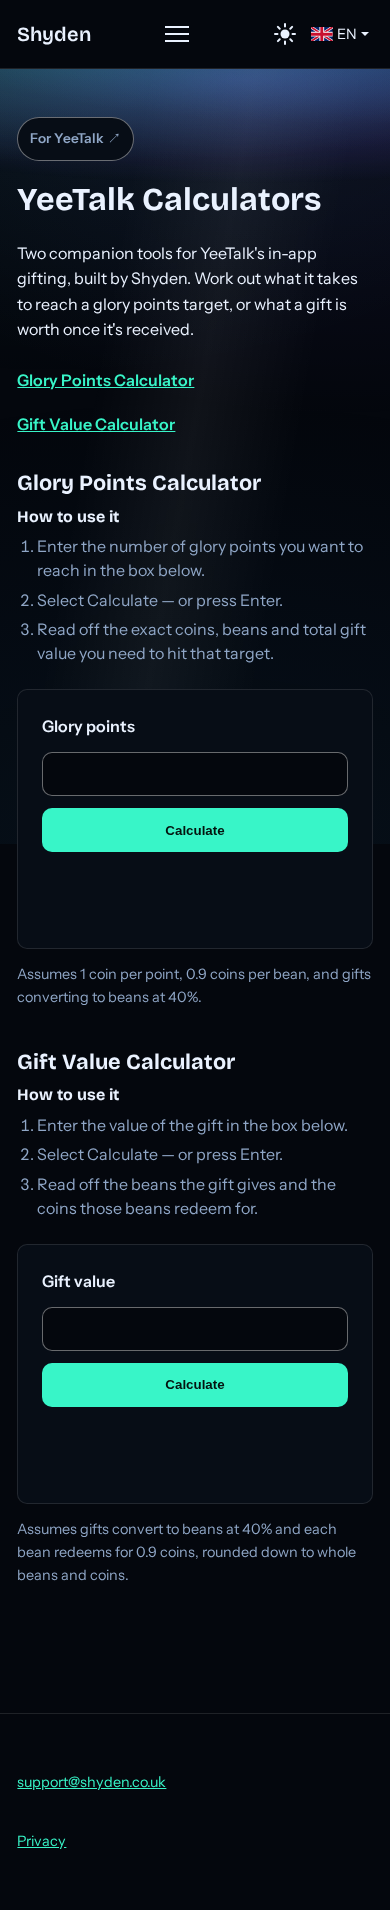 Shyden
EN
For YeeTalk ↗
YeeTalk Calculators
Two companion tools for YeeTalk's in-app
gifting, built by Shyden. Work out what it takes
to reach a glory points target, or what a gift is
worth once it's received.
Glory Points Calculator
Gift Value Calculator
Glory Points Calculator
How to use it
1. Enter the number of glory points you want to
reach in the box below.
2. Select Calculate — or press Enter.
3. Read off the exact coins, beans and total gift
value you need to hit that target.
Glory points
Calculate
Assumes 1 coin per point, 0.9 coins per bean, and gifts
converting to beans at 40%.
Gift Value Calculator
How to use it
1. Enter the value of the gift in the box below.
2. Select Calculate — or press Enter.
3. Read off the beans the gift gives and the
coins those beans redeem for.
Gift value
Calculate
Assumes gifts convert to beans at 40% and each
bean redeems for 0.9 coins, rounded down to whole
beans and coins.
support@shyden.co.uk
Privacy